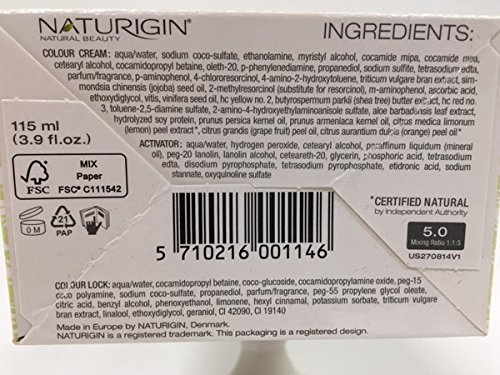 NATURIGIN®
NATURAL BEAUTY
INGREDIENTS:
COLOUR CREAM: aqua/water, sodium coco-sulfate, ethanolamine, myristyl alcohol, cocamide mipa, cocamide mea,
cetearyl alcohol, cocamidopropyl betaine, oleth-20, p-phenylenediamine, propanediol, sodium sulfite, tetrasodium edta,
parfum/fragrance, p-aminophenol, 4-chlororesorcinol, 4-amino-2-hydroxytoluene, triticum vulgare bran extract, sim-
mondsia chinensis (jojoba) seed oil, 2-methylresorcinol (substitute for resorcinol), m-aminophenol, ascorbic acid,
ethoxydiglycol, vitis, vinifera seed oil, hc yellow no. 2, butyrospermum parkii (shea tree) butter extract, hc red no.
3, toluene-2,5-diamine sulfate, 2-amino-4-hydroxyethylaminoanisole sulfate, aloe barbadensis leaf extract,
hydrolyzed soy protein, prunus persica kernel oil, prunus armeniaca kernel oil, citrus medica limonum
(lemon) peel extract*, citrus grandis (grape fruit) peel oil, citrus aurantium dulcis (orange) peel oil*
115 ml
(3.9 fl.oz.)
ACTIVATOR: aqua/water, hydrogen peroxide, cetearyl alcohol, paraffinum liquidum (mineral
oil), peg-20 lanolin, lanolin alcohol, ceteareth-20, glycerin, phosphoric acid, tetrasodium
edta, disodium pyrophosphate, tetrasodium pyrophosphate, etidronic acid, sodium
stannate, oxyquinoline sulfate
FSC
MIX
Paper
FSC® C111542
0 M
21
PAP
*CERTIFIED NATURAL
by Independent Authority
5.0
Mixing Ratio 1:1.5
US270814V1
5 710216 001146
COLOUR LOCK: aqua/water, cocamidopropyl betaine, coco-glucoside, cocamidopropylamine oxide, peg-15
coco polyamine, sodium coco-sulfate, propanediol, parfum/fragrance, peg-55 propylene glycol oleate,
citric acid, benzyl alcohol, phenoxyethanol, limonene, hexyl cinnamal, potassium sorbate, triticum vulgare
bran extract, linalool, ethoxydiglycol, geraniol, CI 42090, CI 19140
Made in Europe by NATURIGIN, Denmark.
NATURIGIN is a registered trademark. This packaging is a registered design.